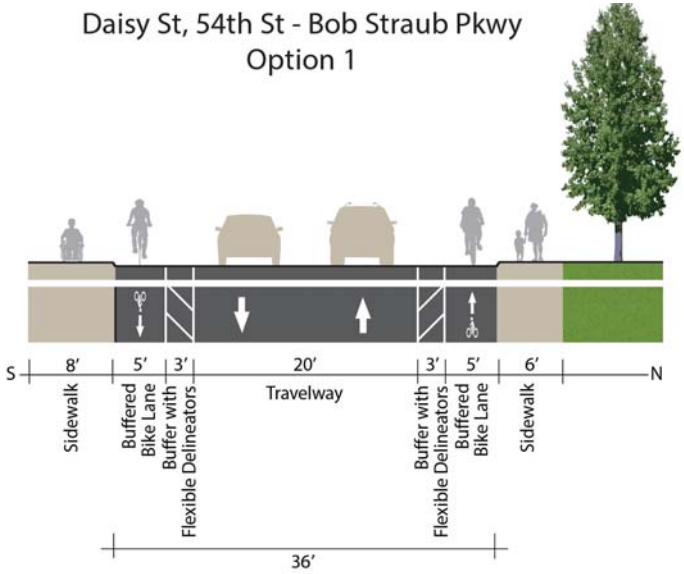 Daisy St, 54th St - Bob Straub Pkwy
Option 1
S
8’
5’
3’
20’
3’
5’
6’
N
Sidewalk
Buffered
Bike Lane
Buffer with
Flexible Delineators
Travelway
Buffer with
Flexible Delineators
Buffered
Bike Lane
Sidewalk
36’